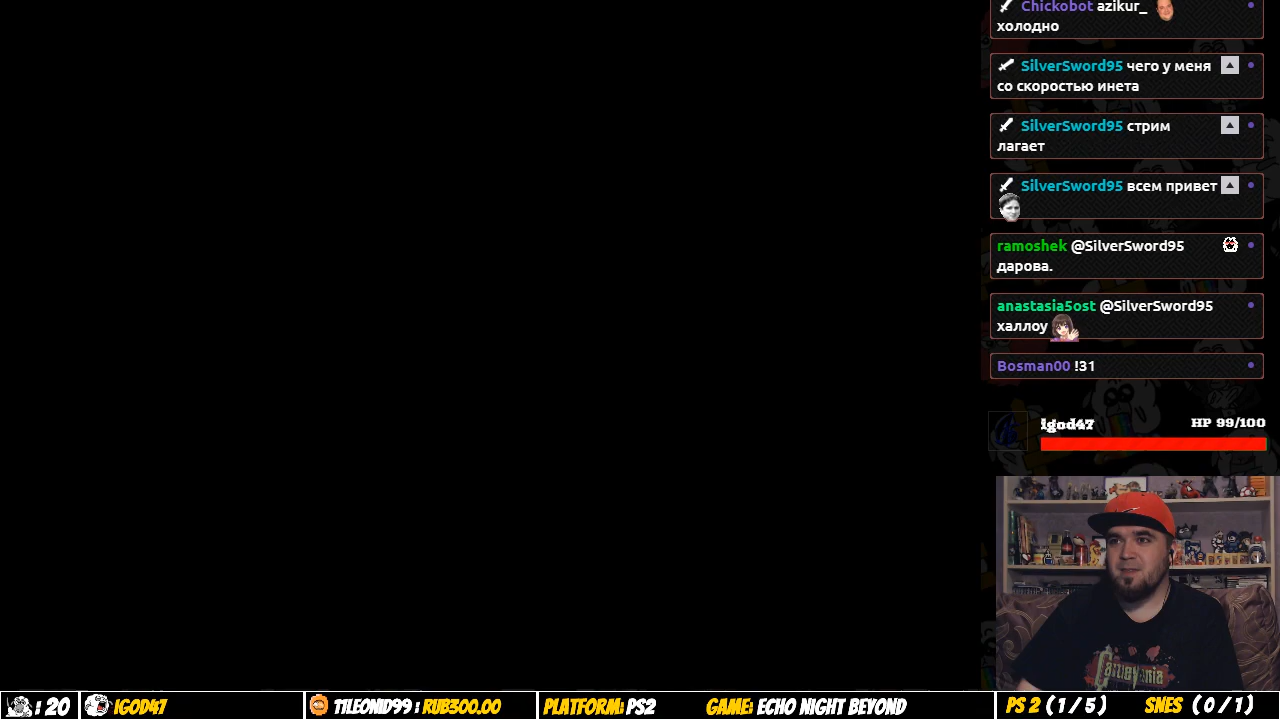 Chickobot azikur_
холодно
SilverSword95 чего у меня
со скоростью инета
SilverSword95 стрим
лагает
SilverSword95 всем привет
ramoshek @SilverSword95
дарова.
anastasia5ost @SilverSword95
халлоу
Bosman00 !31
igod47 HP 99/100
Castlevania
: 20 IGOD47 T1LEONID99 : RUB300.00 PLATFORM: PS2 GAME: ECHO NIGHT BEYOND PS 2 (1/5) SNES (0/1)